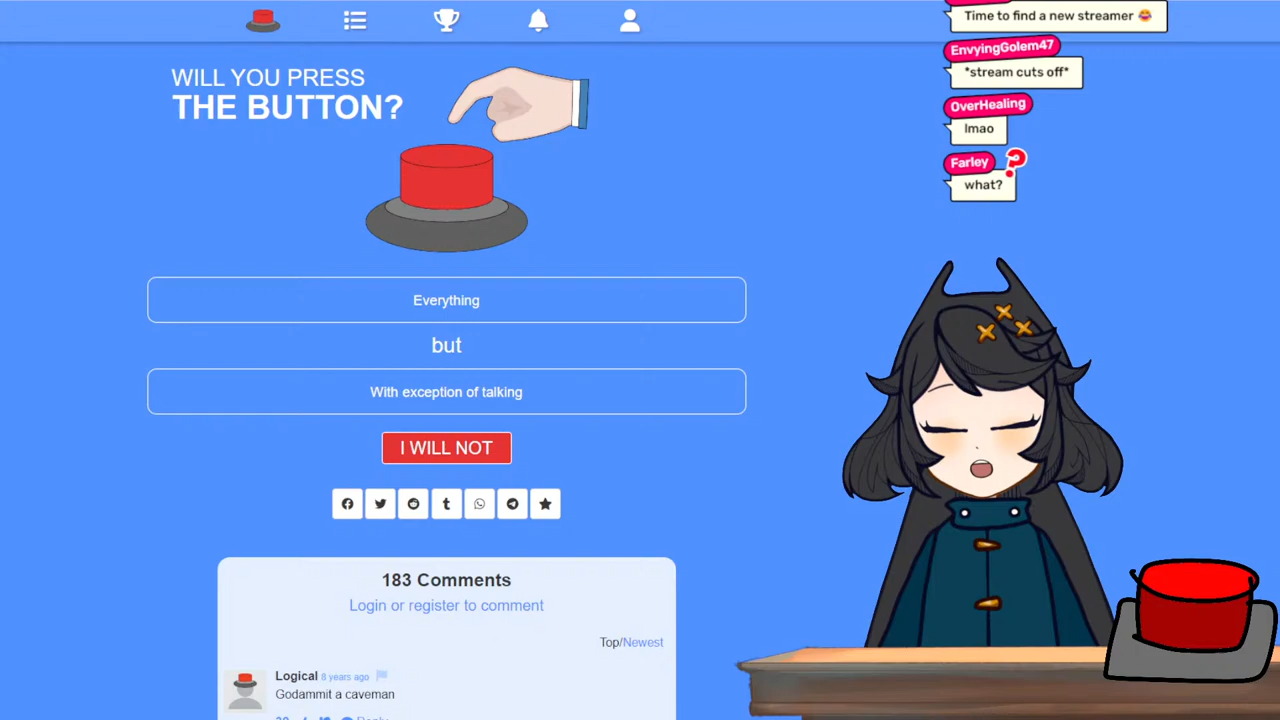 WILL YOU PRESS
THE BUTTON?
Everything
but
With exception of talking
I WILL NOT
183 Comments
Login or register to comment
Top/Newest
Logical 8 years ago
Godammit a caveman
Time to find a new streamer 😂
EnvyingGolem47
*stream cuts off*
OverHealing
lmao
Farley
what?